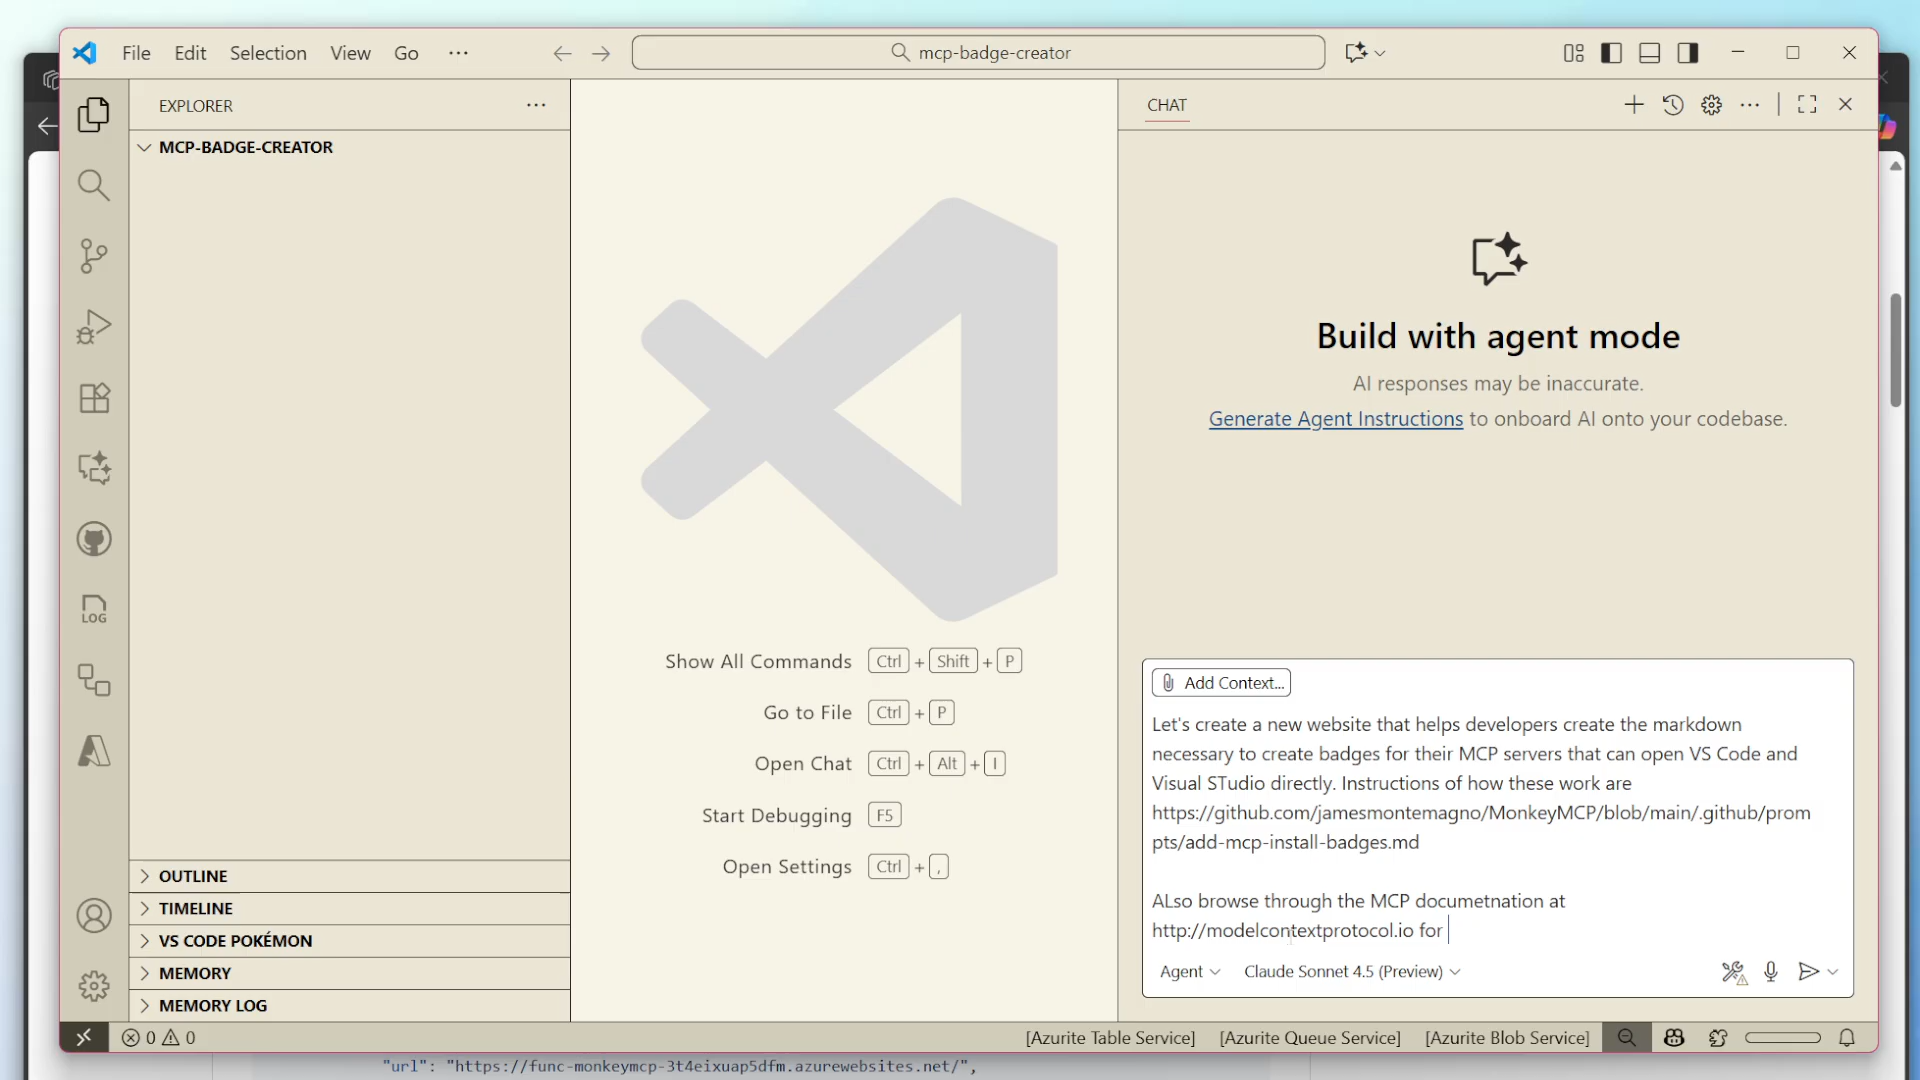 File Edit Selection View Go ···
mcp-badge-creator
EXPLORER
MCP-BADGE-CREATOR
LOG
OUTLINE
TIMELINE
VS CODE POKÉMON
MEMORY
MEMORY LOG
Show All Commands Ctrl + Shift + P
Go to File Ctrl + P
Open Chat Ctrl + Alt + I
Start Debugging F5
Open Settings Ctrl + ,
CHAT
Build with agent mode
AI responses may be inaccurate.
Generate Agent Instructions to onboard AI onto your codebase.
Add Context...
Let's create a new website that helps developers create the markdown
necessary to create badges for their MCP servers that can open VS Code and
Visual STudio directly. Instructions of how these work are
https://github.com/jamesmontemagno/MonkeyMCP/blob/main/.github/prom
pts/add-mcp-install-badges.md
ALso browse through the MCP documetnation at
http://modelcontextprotocol.io for
Agent Claude Sonnet 4.5 (Preview)
0 0 [Azurite Table Service] [Azurite Queue Service] [Azurite Blob Service]
"url": "https://func-monkeymcp-3t4eixuap5dfm.azurewebsites.net/",